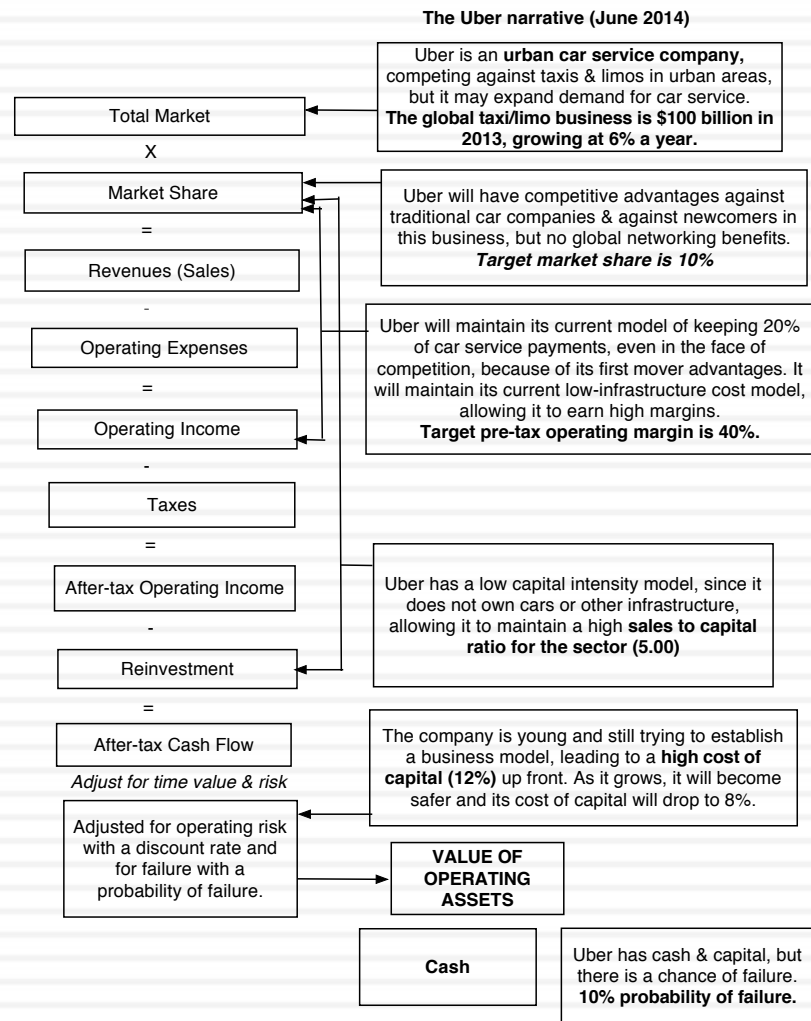 The Uber narrative (June 2014)
Uber is an urban car service company,
competing against taxis & limos in urban areas,
but it may expand demand for car service.
The global taxi/limo business is $100 billion in
2013, growing at 6% a year.
Total Market
X
Market Share
Uber will have competitive advantages against
traditional car companies & against newcomers in
this business, but no global networking benefits.
Target market share is 10%
=
Revenues (Sales)
-
Operating Expenses
Uber will maintain its current model of keeping 20%
of car service payments, even in the face of
competition, because of its first mover advantages. It
will maintain its current low-infrastructure cost model,
allowing it to earn high margins.
Target pre-tax operating margin is 40%.
=
Operating Income
-
Taxes
=
After-tax Operating Income
Uber has a low capital intensity model, since it
does not own cars or other infrastructure,
allowing it to maintain a high sales to capital
ratio for the sector (5.00)
-
Reinvestment
=
After-tax Cash Flow
The company is young and still trying to establish
a business model, leading to a high cost of
capital (12%) up front. As it grows, it will become
safer and its cost of capital will drop to 8%.
Adjust for time value & risk
Adjusted for operating risk
with a discount rate and
for failure with a
probability of failure.
VALUE OF
OPERATING
ASSETS
Cash
Uber has cash & capital, but
there is a chance of failure.
10% probability of failure.